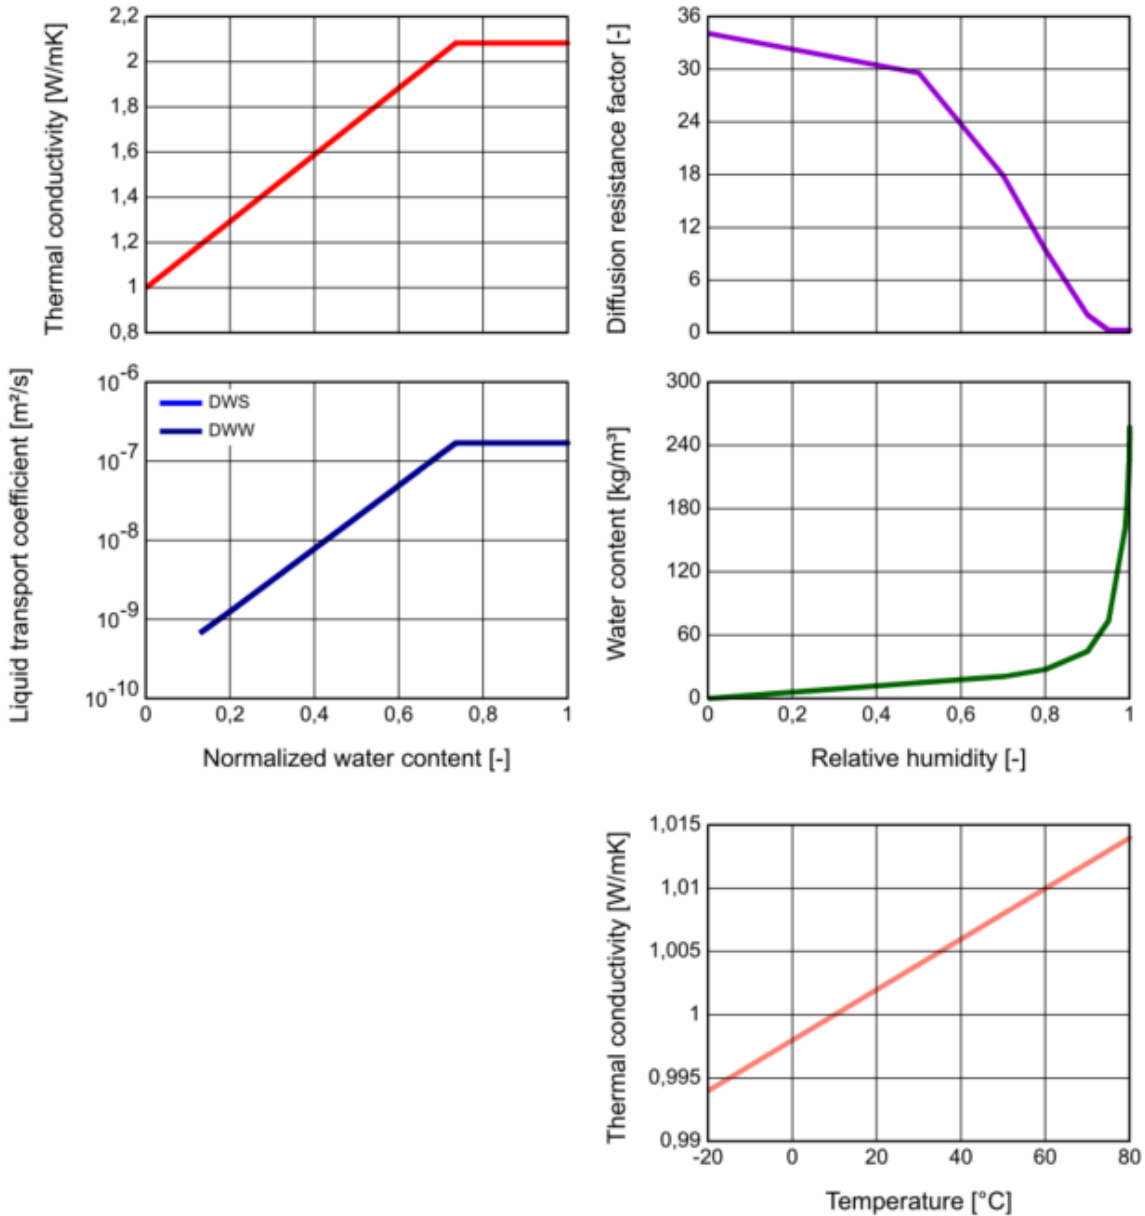 Thermal conductivity [W/mK]
2,2
2
1,8
1,6
1,4
1,2
1
0,8
Diffusion resistance factor [-]
36
30
24
18
12
6
0
Liquid transport coefficient [m²/s]
10⁻⁶
10⁻⁷
10⁻⁸
10⁻⁹
10⁻¹⁰
DWS
DWW
0 0,2 0,4 0,6 0,8 1
Normalized water content [-]
Water content [kg/m³]
300
240
180
120
60
0
0 0,2 0,4 0,6 0,8 1
Relative humidity [-]
Thermal conductivity [W/mK]
1,015
1,01
1,005
1
0,995
0,99
-20 0 20 40 60 80
Temperature [°C]